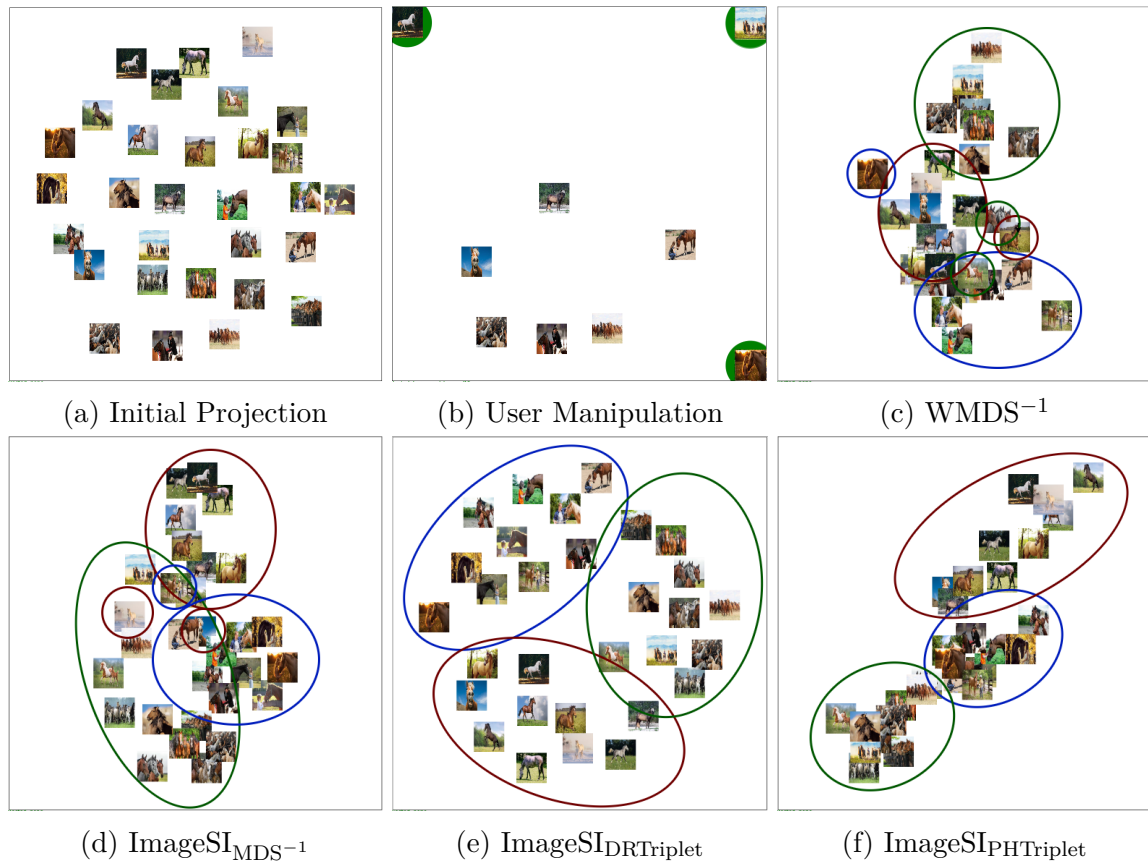 (a) Initial Projection
(b) User Manipulation
(c) WMDS⁻¹
(d) ImageSI_MDS⁻¹
(e) ImageSI_DRTriplet
(f) ImageSI_PHTriplet